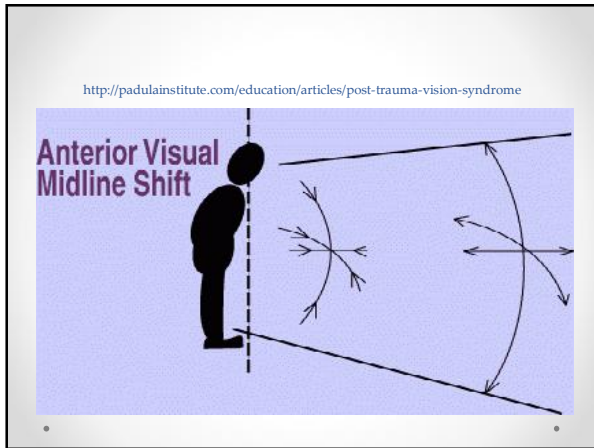 http://padulainstitute.com/education/articles/post-trauma-vision-syndrome
Anterior Visual
Midline Shift